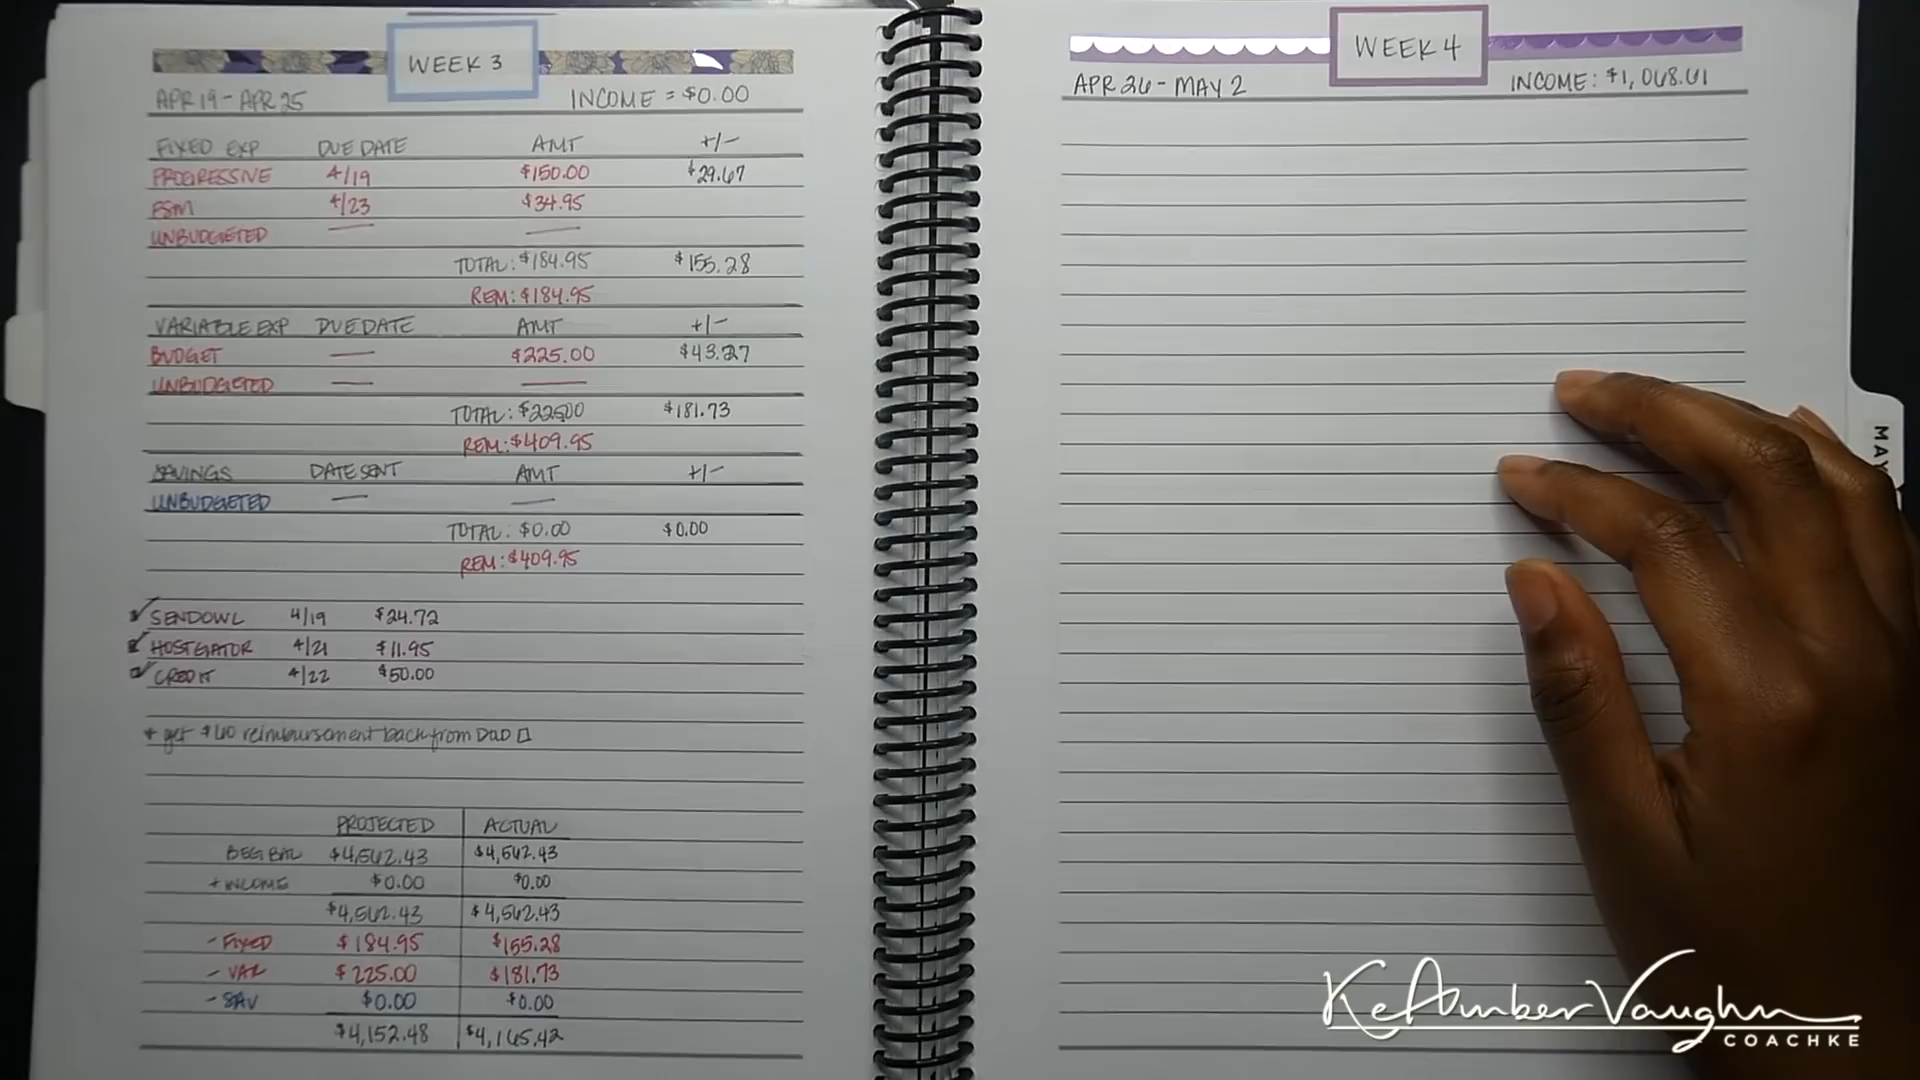 WEEK 3
APR 19 - APR 25 INCOME = $0.00
FIXED EXP DUE DATE AMT +/-
PROGRESSIVE 4/19 $150.00 $29.67
FSM 4/23 $34.95
UNBUDGETED — —
TOTAL: $184.95 $155.28
REM: $184.95
VARIABLE EXP DUE DATE AMT +/-
BUDGET — $225.00 $43.27
UNBUDGETED — —
TOTAL: $225.00 $181.73
REM: $409.95
SAVINGS DATE SENT AMT +/-
UNBUDGETED — —
TOTAL: $0.00 $0.00
REM: $409.95
SENDOWL 4/19 $24.72
HOSTGATOR 4/21 $11.95
CREDIT 4/22 $50.00
+ get reimbursement back from Dad
PROJECTED ACTUAL
BEG BAL $4,562.43 $4,562.43
+ INCOME $0.00 $0.00
$4,562.43 $4,562.43
- FIXED $184.95 $155.28
- VAR $225.00 $181.73
- SAV $0.00 $0.00
$4,152.48 $4,165.42
WEEK 4
APR 26 - MAY 2 INCOME: $1,068.61
MAY
KeAmber Vaughn
COACHKE